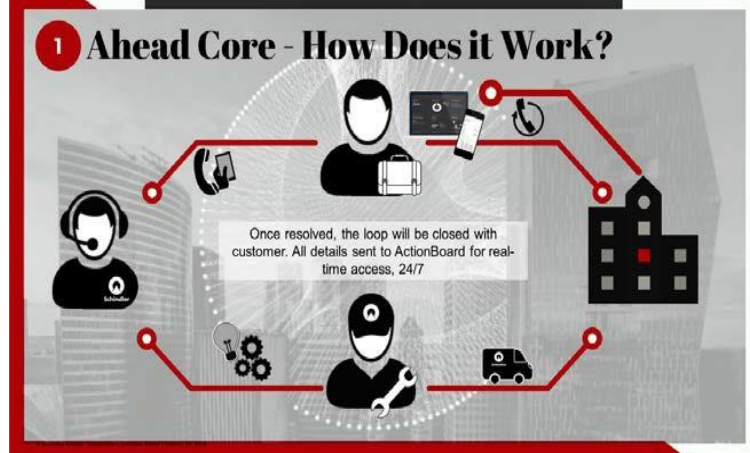 1
Ahead Core - How Does it Work?
Once resolved, the loop will be closed with
customer. All details sent to ActionBoard for real-
time access, 24/7
Schindler